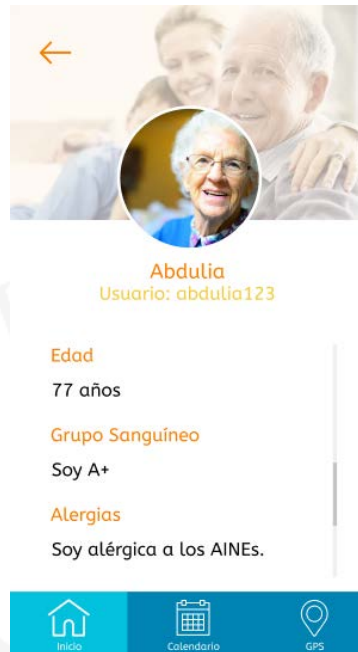 Abdulia
Usuario: abdulia123
Edad
77 años
Grupo Sanguíneo
Soy A+
Alergias
Soy alérgica a los AINEs.
Inicio
Calendario
GPS